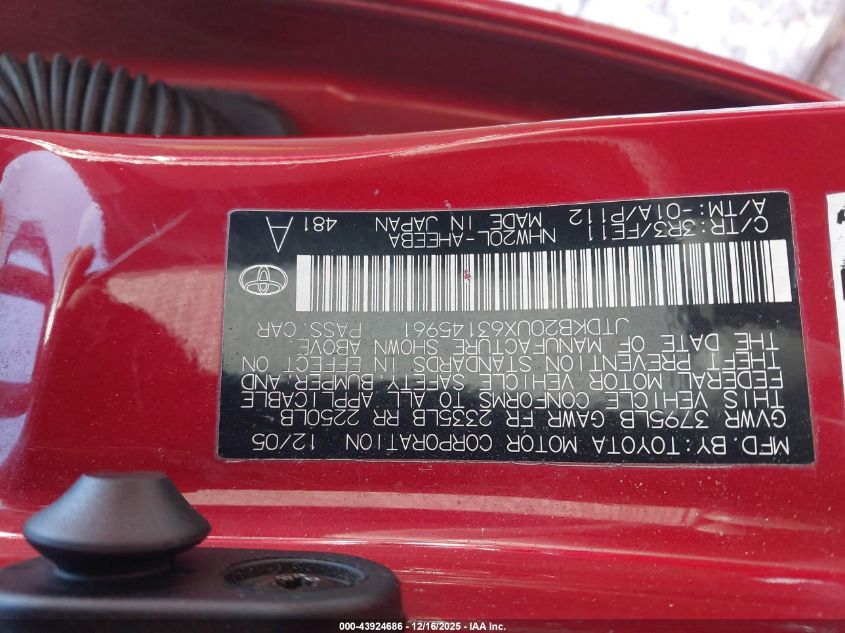 MFD. BY: TOYOTA MOTOR CORPORATION 12/05
GVWR 3795LB GAWR FR 2335LB RR 2250LB
THIS VEHICLE CONFORMS TO ALL APPLICABLE
FEDERAL MOTOR VEHICLE SAFETY, BUMPER, AND
THEFT PREVENTION STANDARDS IN EFFECT ON
THE DATE OF MANUFACTURE SHOWN ABOVE.
JTDKB20UX63145961 PASS. CAR
C/TR: 3R3/FE11 NHW20L-AHEEBA 481 A
A/TM: -01A/P112 MADE IN JAPAN
000-43924686 - 12/16/2025 - IAA Inc.